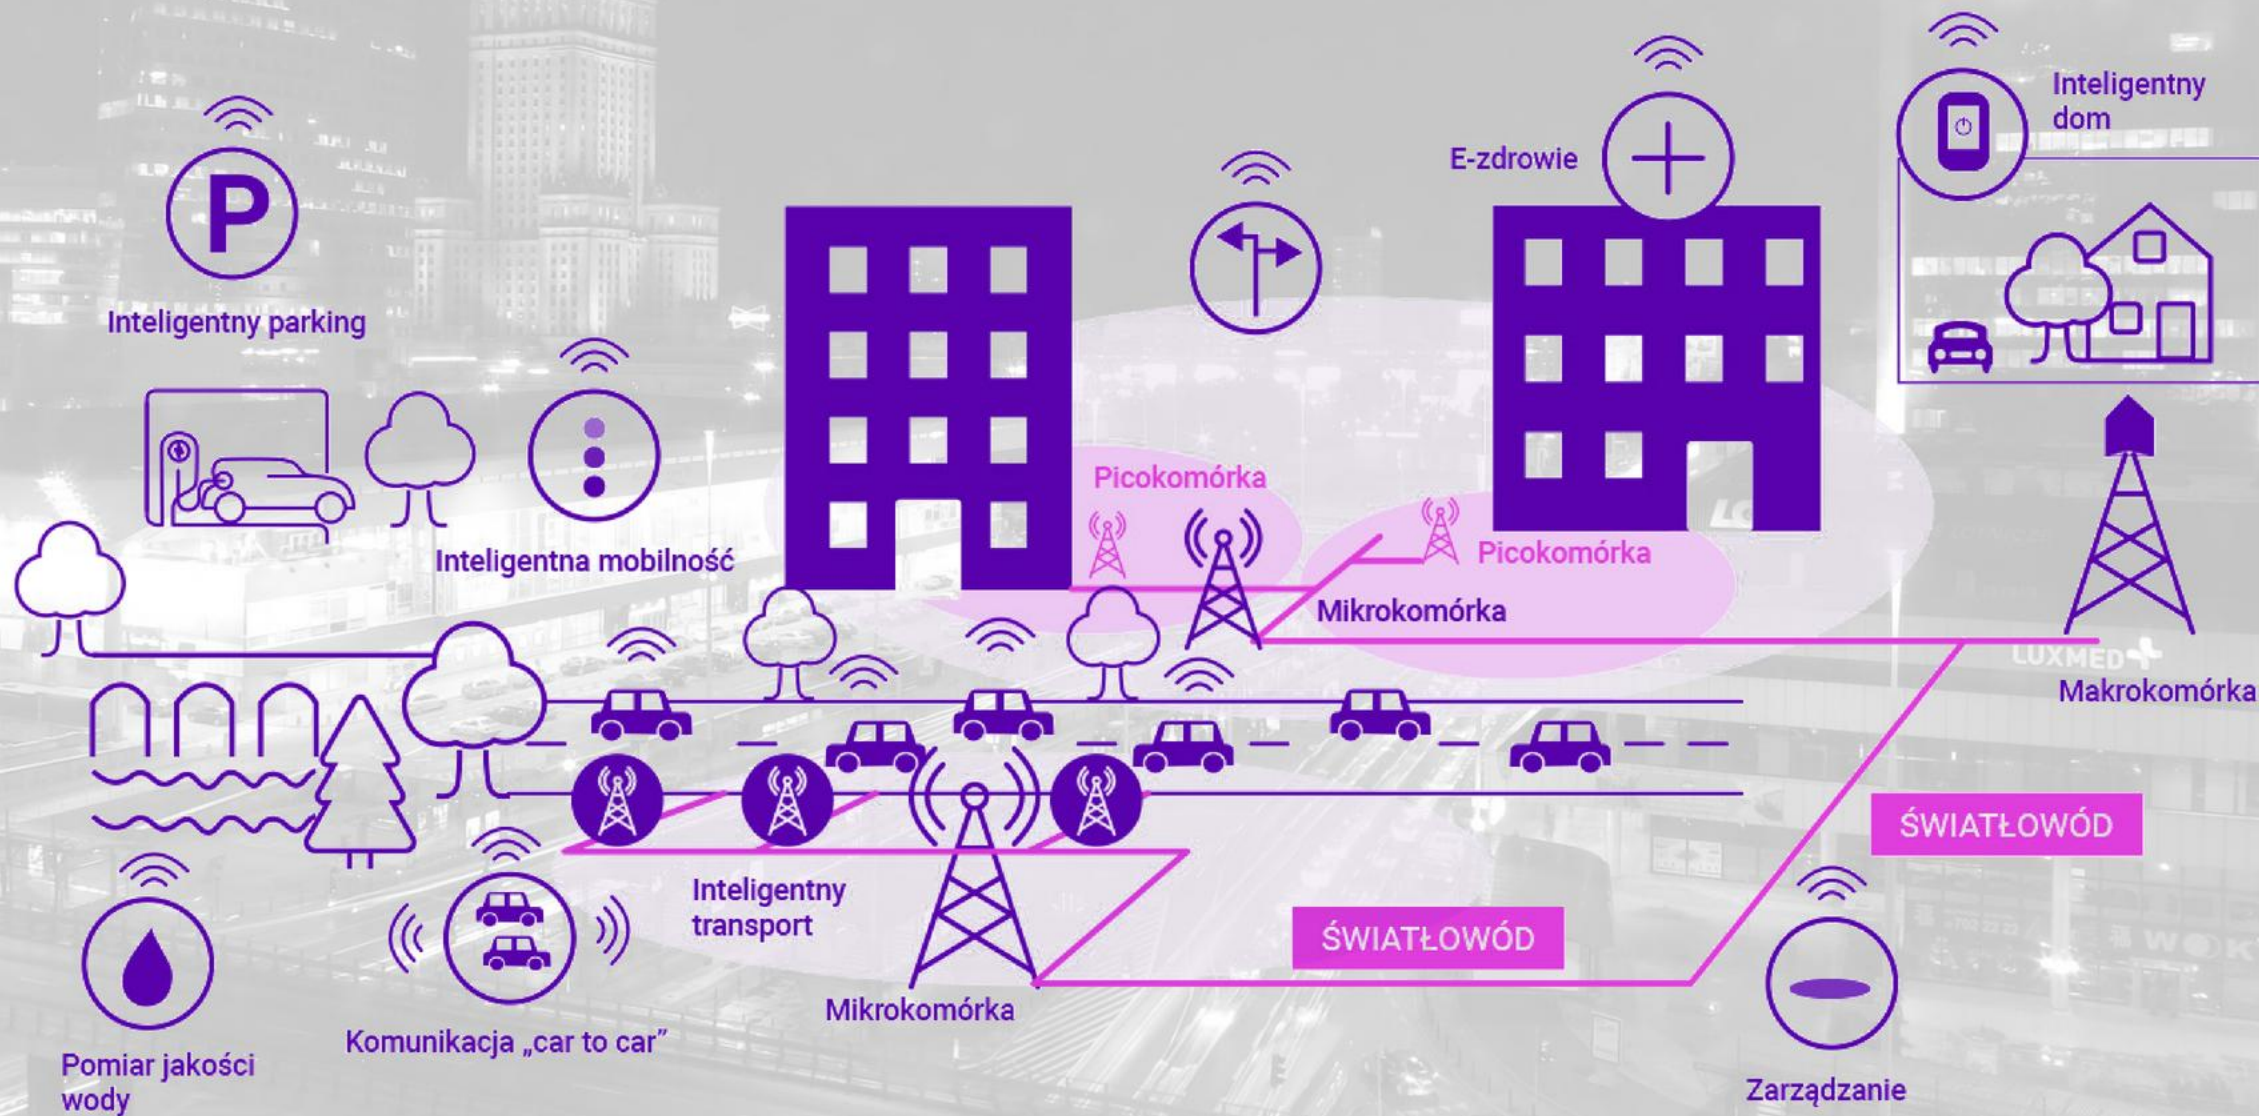 Inteligentny
dom
E-zdrowie
P
Inteligentny parking
Picokomórka
Inteligentna mobilność
Picokomórka
Mikrokomórka
LUXMED
Makrokomórka
ŚWIATŁOWÓD
Inteligentny
transport
ŚWIATŁOWÓD
Mikrokomórka
Komunikacja „car to car”
Pomiar jakości
wody
Zarządzanie